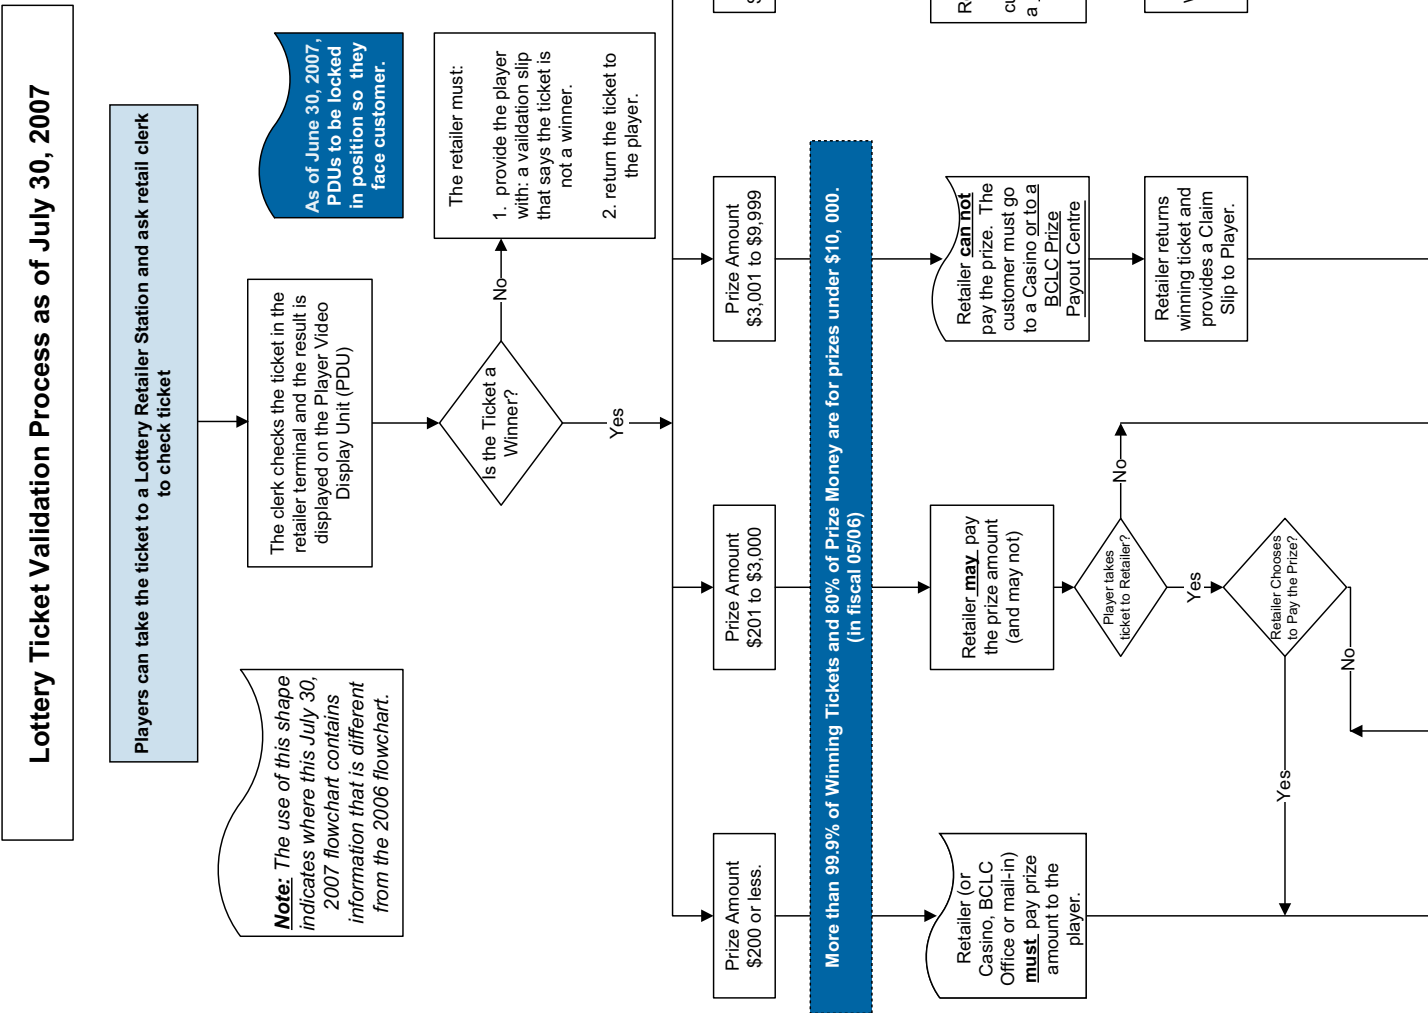 Lottery Ticket Validation Process as of July 30, 2007
Players can take the ticket to a Lottery Retailer Station and ask retail clerk
to check ticket
Note: The use of this shape
indicates where this July 30,
2007 flowchart contains
information that is different
from the 2006 flowchart.
The clerk checks the ticket in the
retailer terminal and the result is
displayed on the Player Video
Display Unit (PDU)
As of June 30, 2007,
PDUs to be locked
in position so they
face customer.
Is the Ticket a
Winner?
No
The retailer must:
1. provide the player
with: a vaildation slip
that says the ticket is
not a winner.
2. return the ticket to
the player.
Yes
Prize Amount
$200 or less.
Prize Amount
$201 to $3,000
Prize Amount
$3,001 to $9,999
More than 99.9% of Winning Tickets and 80% of Prize Money are for prizes under $10, 000.
(in fiscal 05/06)
Retailer (or
Casino, BCLC
Office or mail-in)
must pay prize
amount to the
player.
Retailer may pay
the prize amount
(and may not)
Retailer can not
pay the prize. The
customer must go
to a Casino or to a
BCLC Prize
Payout Centre
Player takes
ticket to Retailer?
No
Yes
Retailer returns
winning ticket and
provides a Claim
Slip to Player.
Retailer Chooses
to Pay the Prize?
Yes
No